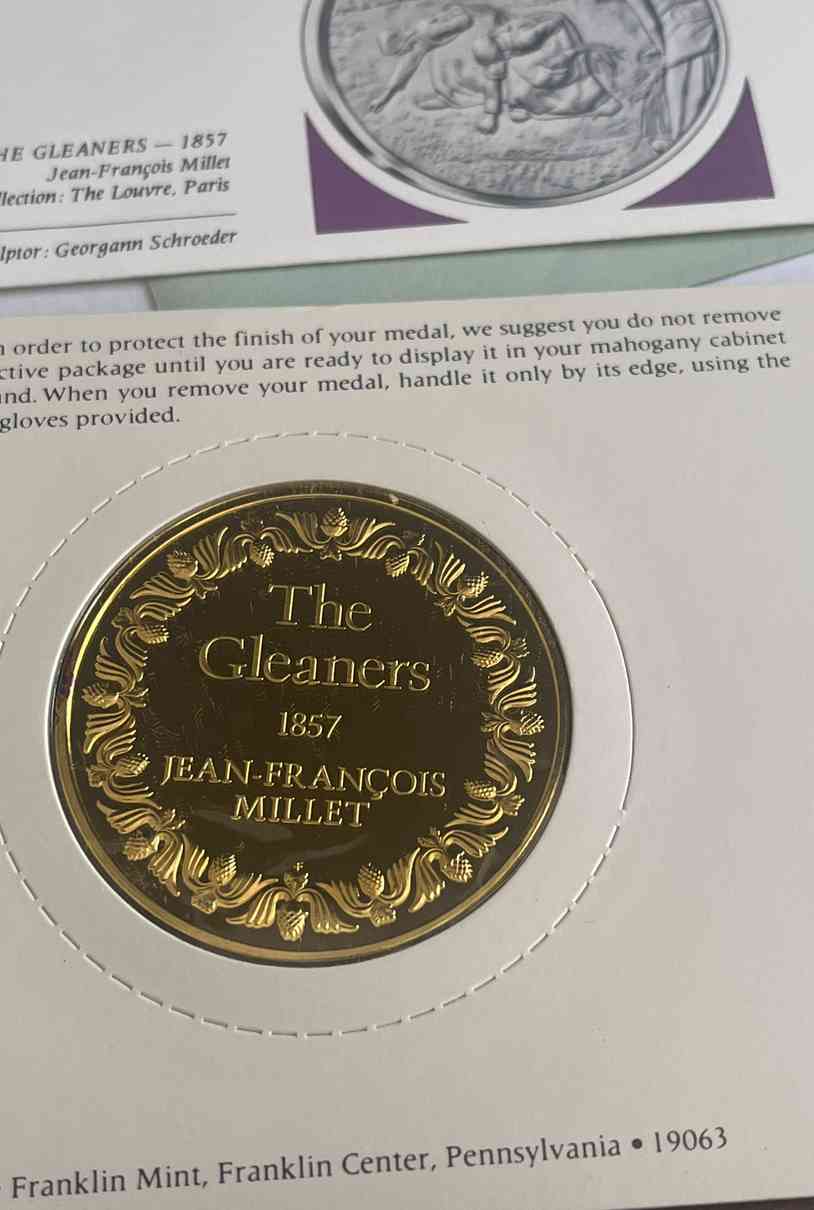 HE GLEANERS — 1857
Jean-François Millet
llection: The Louvre, Paris
lptor: Georgann Schroeder
n order to protect the finish of your medal, we suggest you do not remove
ctive package until you are ready to display it in your mahogany cabinet
und. When you remove your medal, handle it only by its edge, using the
gloves provided.
The
Gleaners
1857
JEAN-FRANÇOIS
MILLET
Franklin Mint, Franklin Center, Pennsylvania • 19063